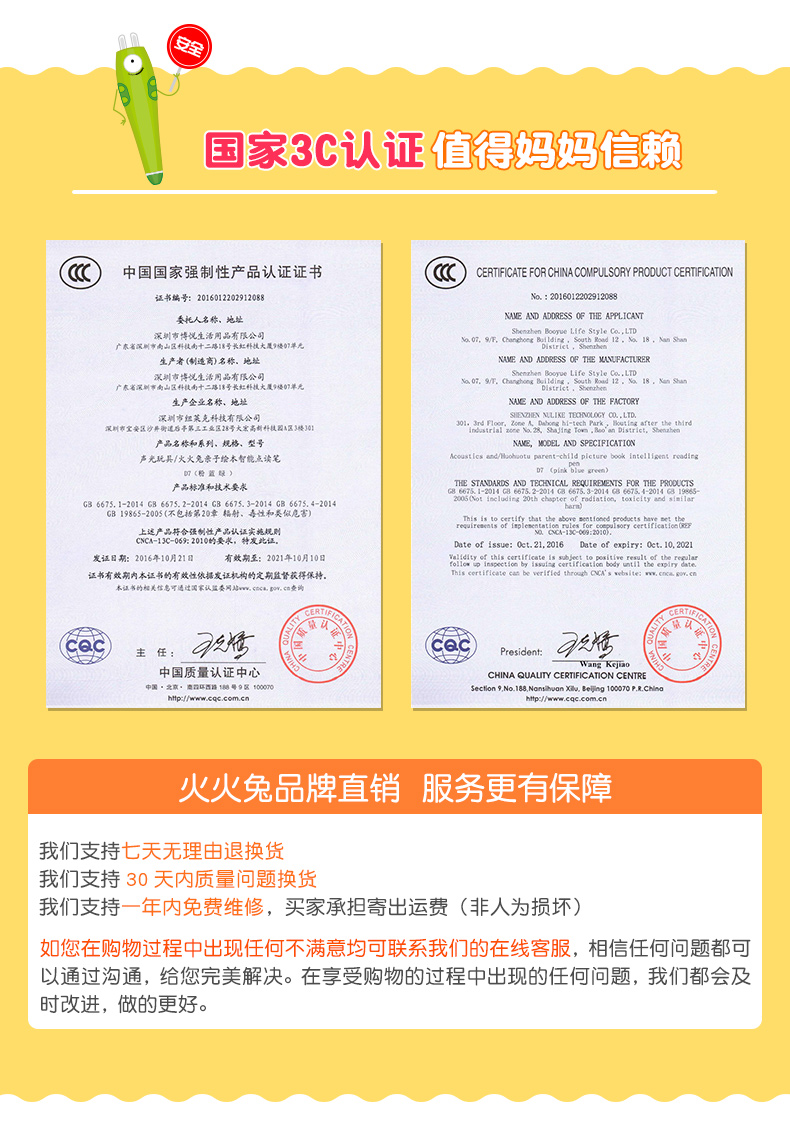 安全
国家3C认证 值得妈妈信赖
CCC
中国国家强制性产品认证证书
证书编号: 2016012202912088
委托人名称、地址
深圳市博悦生活用品有限公司
广东省深圳市南山区科技南十二路18号长虹科技大厦9楼07单元
生产者(制造商)名称、地址
深圳市博悦生活用品有限公司
广东省深圳市南山区科技南十二路18号长虹科技大厦9楼07单元
生产企业名称、地址
深圳市纽莱克科技有限公司
深圳市宝安区沙井街道后亭第三工业区28号大宏高新科技园A区3楼301
产品名称和系列、规格、型号
声光玩具/火火兔亲子绘本智能点读笔
D7(粉 蓝 绿 )
产品标准和技术要求
GB 6675.1-2014 GB 6675.2-2014 GB 6675.3-2014 GB 6675.4-2014
GB 19865-2005(不包括第20章 辐射、毒性和类似危害)
上述产品符合强制性产品认证实施规则
CNCA-13C-069:2010的要求，特发此证。
发证日期: 2016年10月21日 有效期至: 2021年10月10日
证书有效期内本证书的有效性依据发证机构的定期监督获得保持。
本证书的相关信息可通过国家认监委网站www.cnca.gov.cn查询
CQC
主 任:
中国质量认证中心
中国・北京・南四环西路 188 号 9 区 100070
http://www.cqc.com.cn
CHINA QUALITY CERTIFICATION CENTRE
中国质量认证中心
CCC
CERTIFICATE FOR CHINA COMPULSORY PRODUCT CERTIFICATION
No.: 2016012202912088
NAME AND ADDRESS OF THE APPLICANT
Shenzhen Booyue Life Style Co.,LTD
No.07, 9/F, Changhong Building , South Road 12 , No. 18 , Nan Shan
District , Shenzhen
NAME AND ADDRESS OF THE MANUFACTURER
Shenzhen Booyue Life Style Co.,LTD
No.07, 9/F, Changhong Building , South Road 12 , No. 18 , Nan Shan
District , Shenzhen
NAME AND ADDRESS OF THE FACTORY
SHENZHEN NULIKE TECHNOLOGY CO.,LTD.
301, 3rd Floor, Zone A, Dahong hi-tech Park , Houting after the third
industrial zone No.28, Shajing Town ,Bao'an District, Shenzhen
NAME, MODEL AND SPECIFICATION
Acoustics and/Huohuotu parent-child picture book intelligent reading
pen
D7 (pink blue green)
THE STANDARDS AND TECHNICAL REQUIREMENTS FOR THE PRODUCTS
GB 6675.1-2014 GB 6675.2-2014 GB 6675.3-2014 GB 6675.4-2014 GB 19865-
2005(Not including 20th chapter of radiation, toxicity and similar
harm)
This is to certify that the above mentioned products have met the
requirements of implementation rules for compulsory certification(REF
NO. CNCA-13C-069:2010).
Date of issue: Oct.21,2016 Date of expiry: Oct.10,2021
Validity of this certificate is subject to positive result of the regular
follow up inspection by issuing certification body until the expiry date.
This certificate can be verified through CNCA's website: www.cnca.gov.cn
CQC
President:
Wang Kejiao
CHINA QUALITY CERTIFICATION CENTRE
Section 9,No.188,Nansihuan Xilu, Beijing 100070 P.R.China
http://www.cqc.com.cn
CHINA QUALITY CERTIFICATION CENTRE
中国质量认证中心
火火兔品牌直销 服务更有保障
我们支持七天无理由退换货
我们支持 30 天内质量问题换货
我们支持一年内免费维修，买家承担寄出运费（非人为损坏）
如您在购物过程中出现任何不满意均可联系我们的在线客服，相信任何问题都可
以通过沟通，给您完美解决。在享受购物的过程中出现的任何问题，我们都会及
时改进，做的更好。